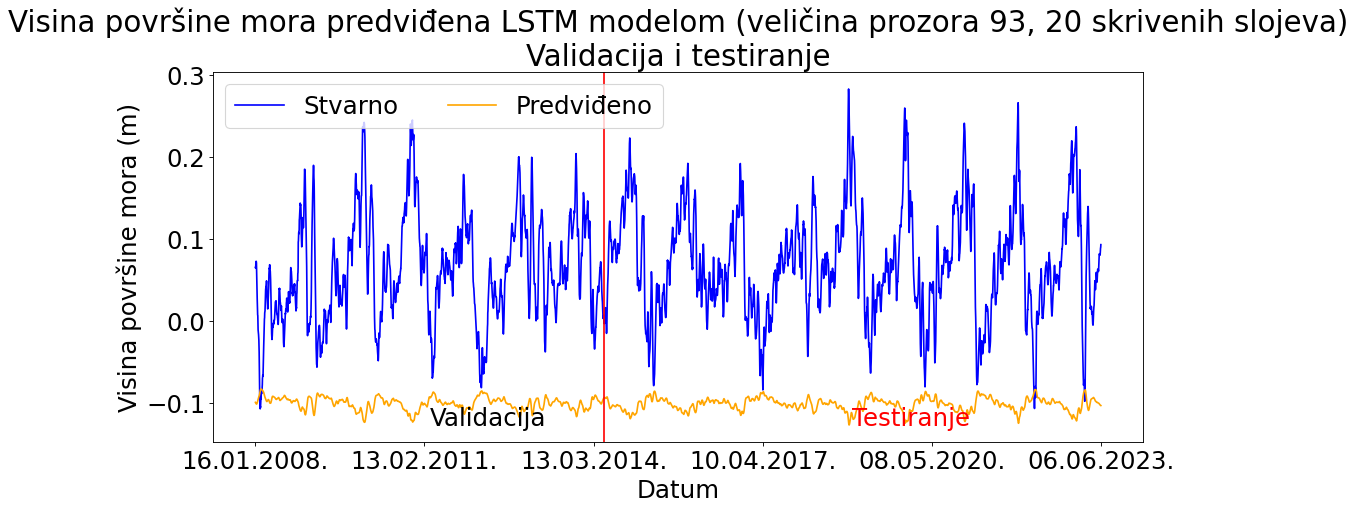 Visina površine mora predviđena LSTM modelom (veličina prozora 93, 20 skrivenih slojeva)
Validacija i testiranje
Stvarno
Predviđeno
Visina površine mora (m)
0.3
0.2
0.1
0.0
−0.1
Validacija
Testiranje
16.01.2008.
13.02.2011.
13.03.2014.
10.04.2017.
08.05.2020.
06.06.2023.
Datum